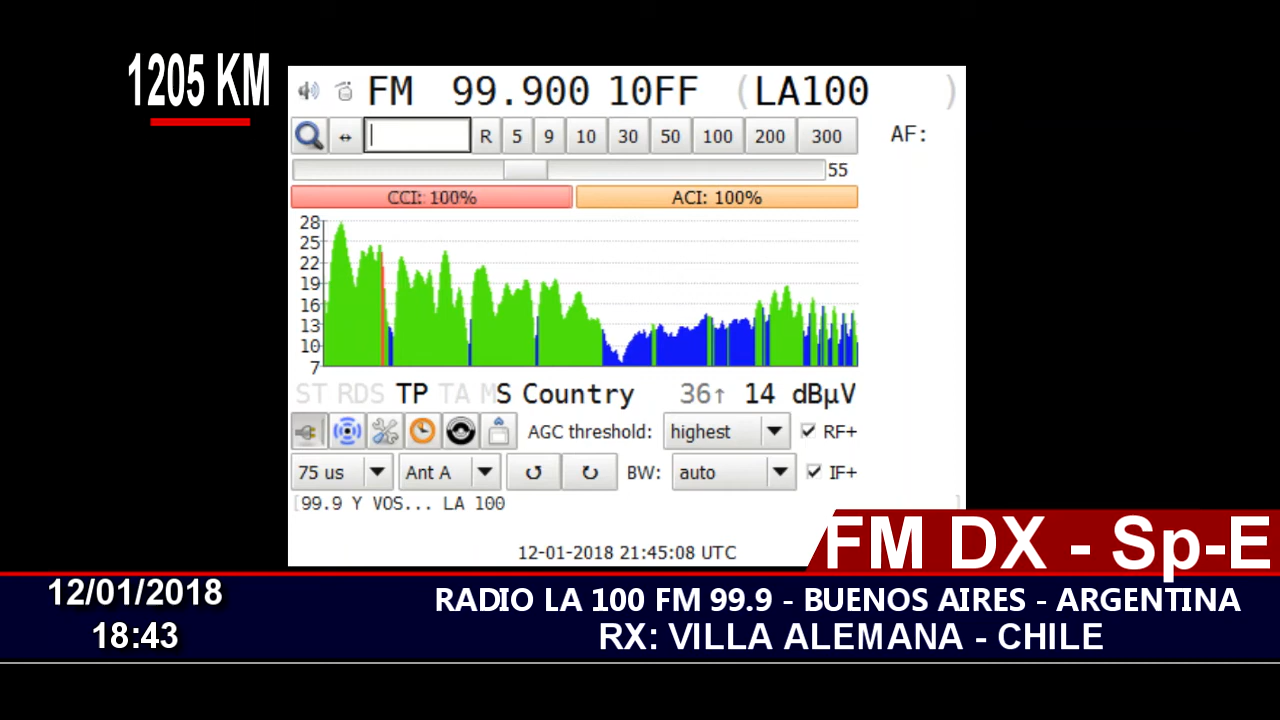 1205 KM
FM 99.900 10FF (LA100 )
R 5 9 10 30 50 100 200 300 AF:
55
CCI: 100% ACI: 100%
28
25
22
19
16
13
10
7
ST RDS TP TA MS Country 36↑ 14 dBµV
AGC threshold: highest RF+
75 us Ant A ↺ ↻ BW: auto IF+
[99.9 Y VOS... LA 100 ]
12-01-2018 21:45:08 UTC
FM DX - Sp-E
12/01/2018
18:43
RADIO LA 100 FM 99.9 - BUENOS AIRES - ARGENTINA
RX: VILLA ALEMANA - CHILE